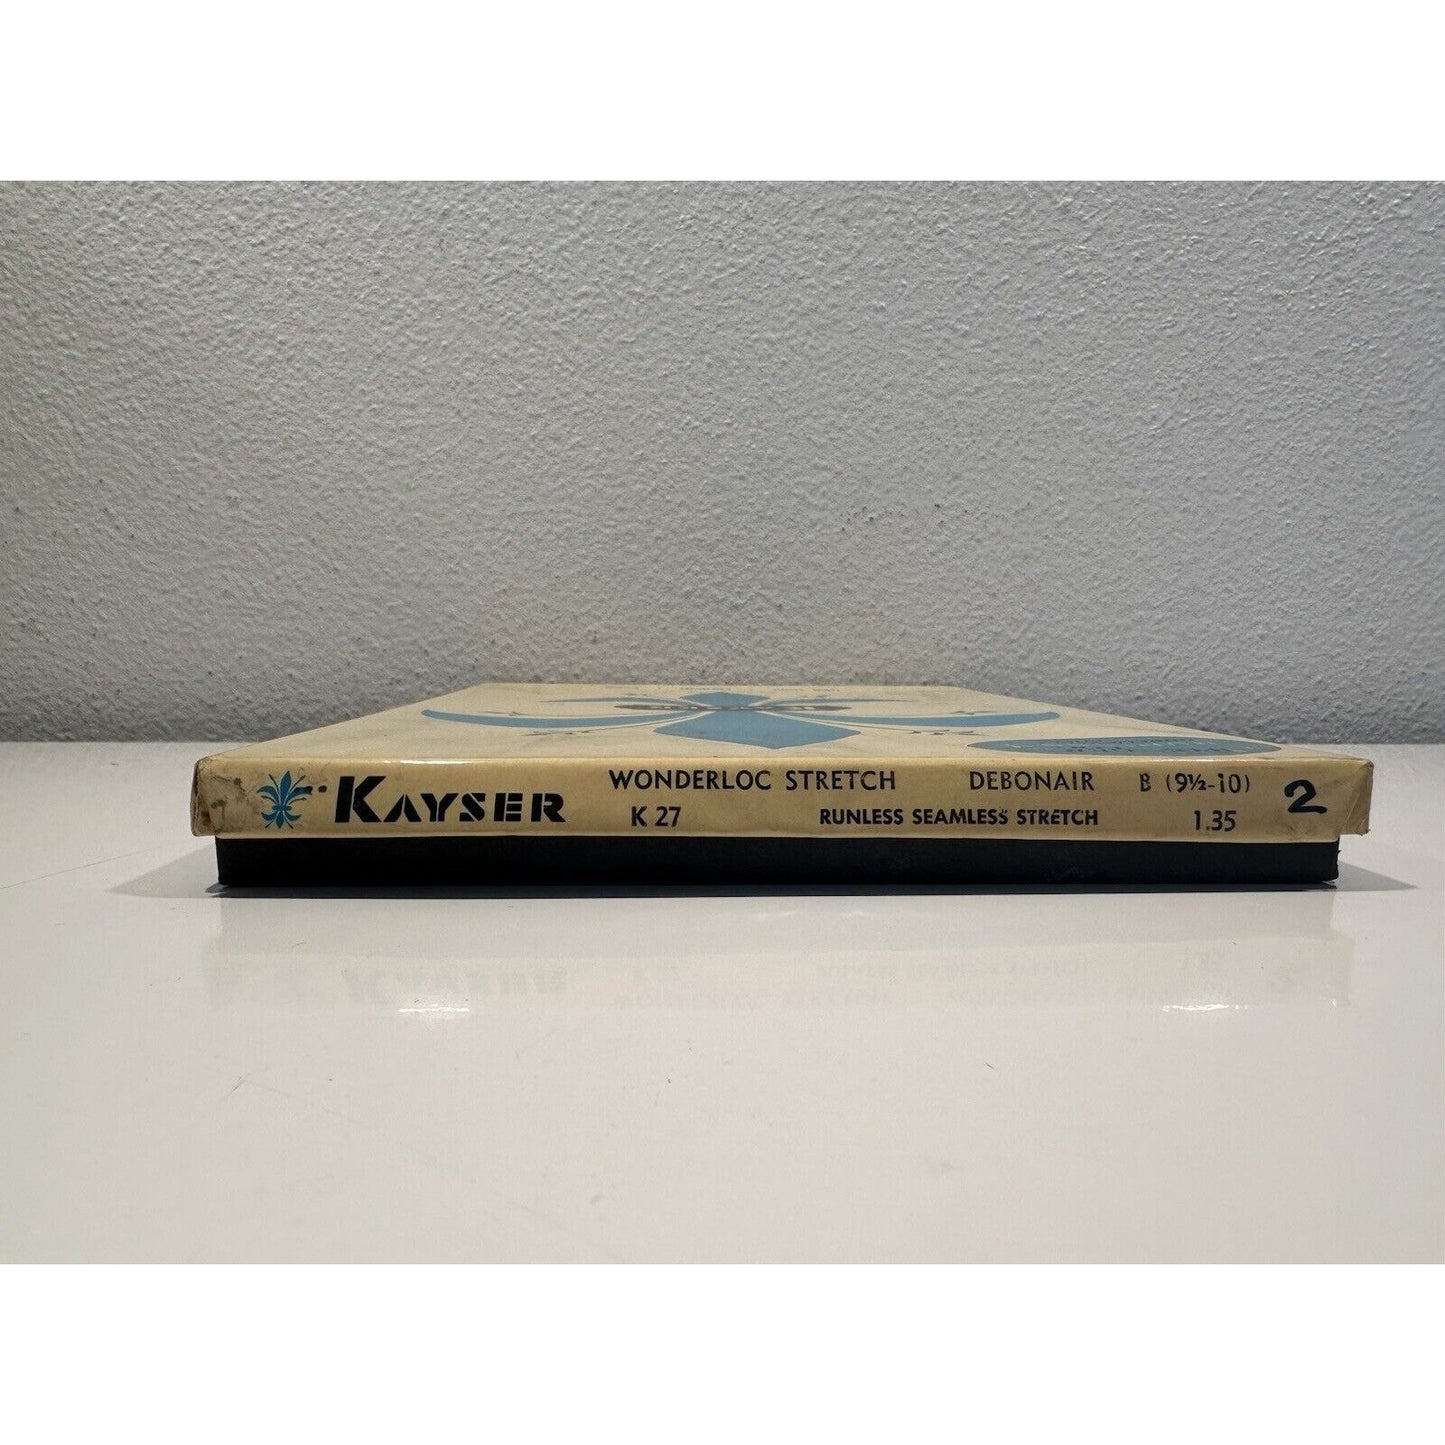 KAYSER
WONDERLOC STRETCH DEBONAIR B (9½-10)
K 27 RUNLESS SEAMLESS STRETCH 1.35
2